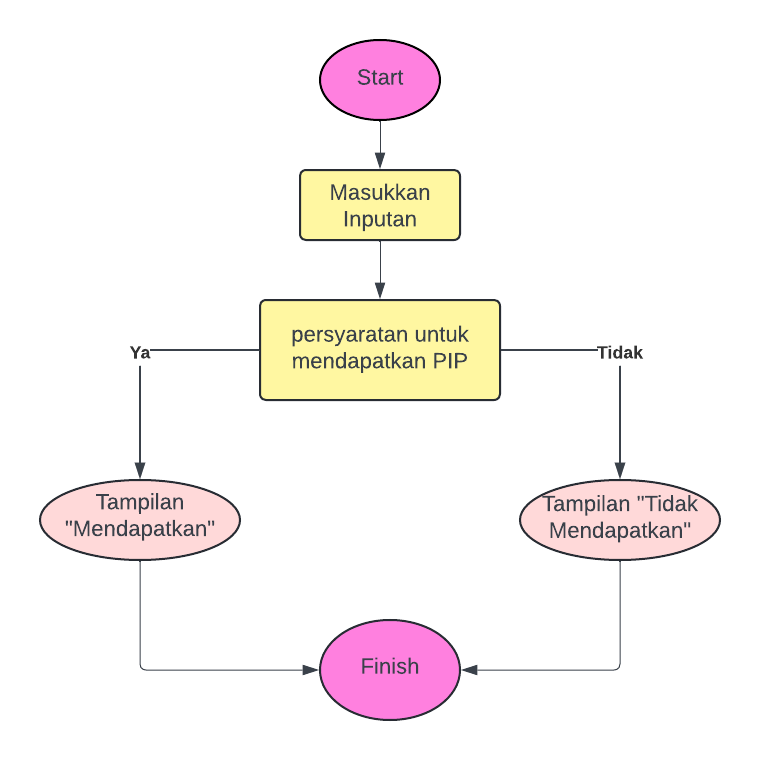 Start
Masukkan
Inputan
persyaratan untuk
mendapatkan PIP
Ya
Tidak
Tampilan
"Mendapatkan"
Tampilan "Tidak
Mendapatkan"
Finish